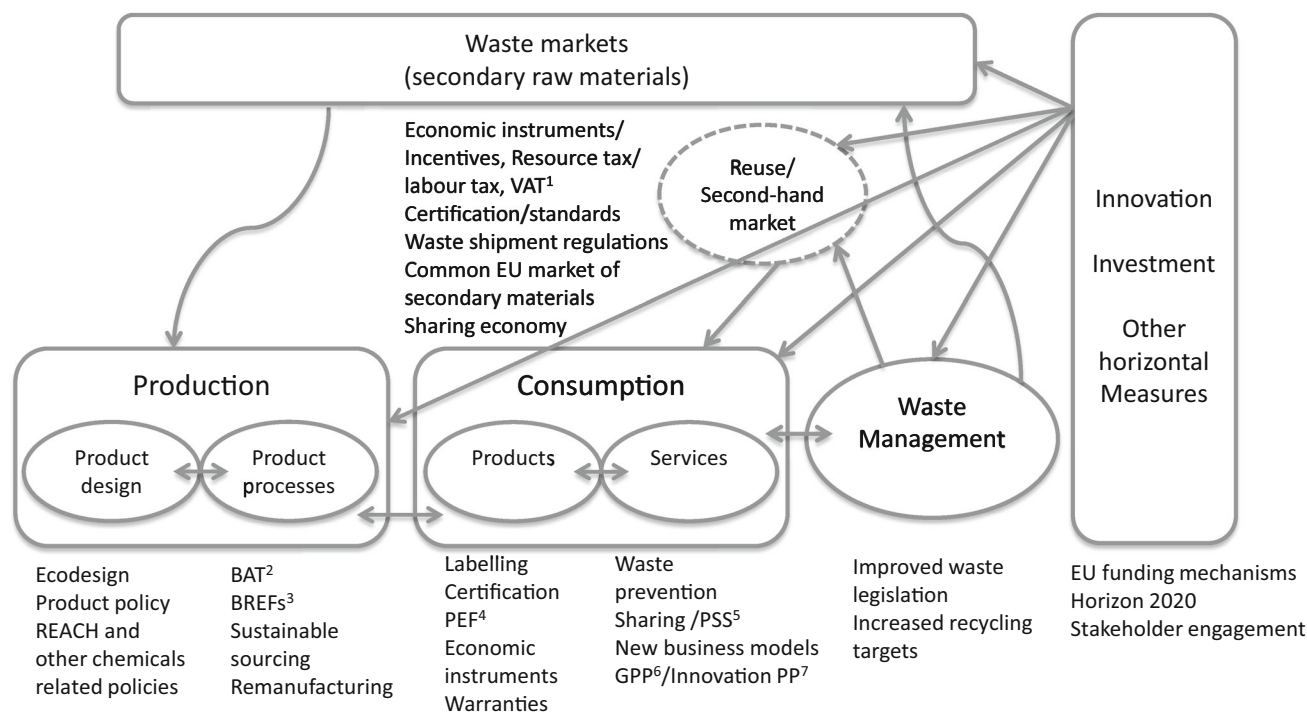 Waste markets
(secondary raw materials)
Economic instruments/
Incentives, Resource tax/
labour tax, VAT¹
Certification/standards
Waste shipment regulations
Common EU market of
secondary materials
Sharing economy
Reuse/
Second-hand
market
Innovation
Investment
Other
horizontal
Measures
Production
Product
design
Product
processes
Consumption
Products
Services
Waste
Management
Ecodesign
Product policy
REACH and
other chemicals
related policies
BAT²
BREFs³
Sustainable
sourcing
Remanufacturing
Labelling
Certification
PEF⁴
Economic
instruments
Warranties
Waste
prevention
Sharing /PSS⁵
New business models
GPP⁶/Innovation PP⁷
Improved waste
legislation
Increased recycling
targets
EU funding mechanisms
Horizon 2020
Stakeholder engagement